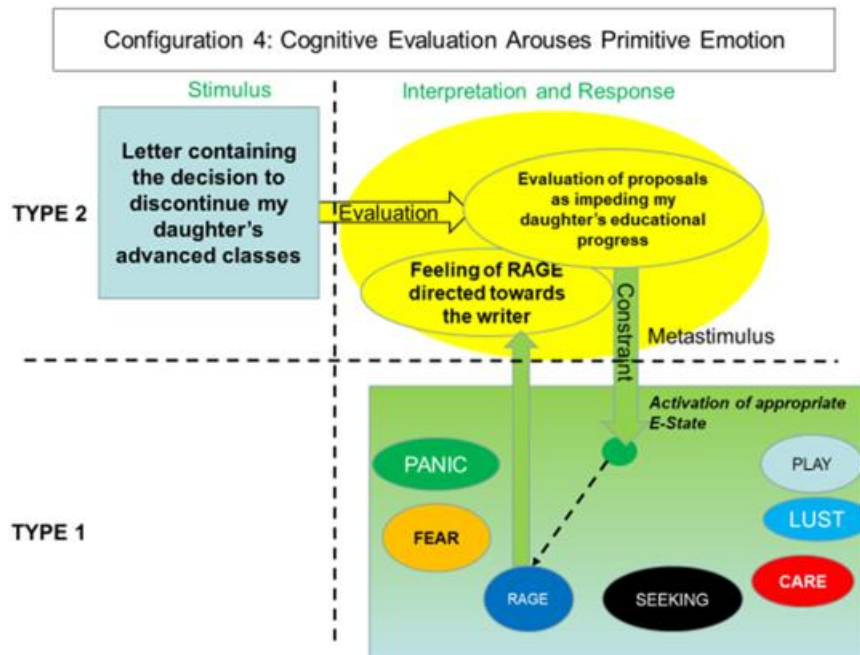 Configuration 4: Cognitive Evaluation Arouses Primitive Emotion
Stimulus
Interpretation and Response
TYPE 2
Letter containing
the decision to
discontinue my
daughter's
advanced classes
Evaluation
Evaluation of proposals
as impeding my
daughter's educational
progress
Feeling of RAGE
directed towards
the writer
Constraint
Metastimulus
Activation of appropriate
E-State
TYPE 1
PANIC
FEAR
RAGE
SEEKING
PLAY
LUST
CARE